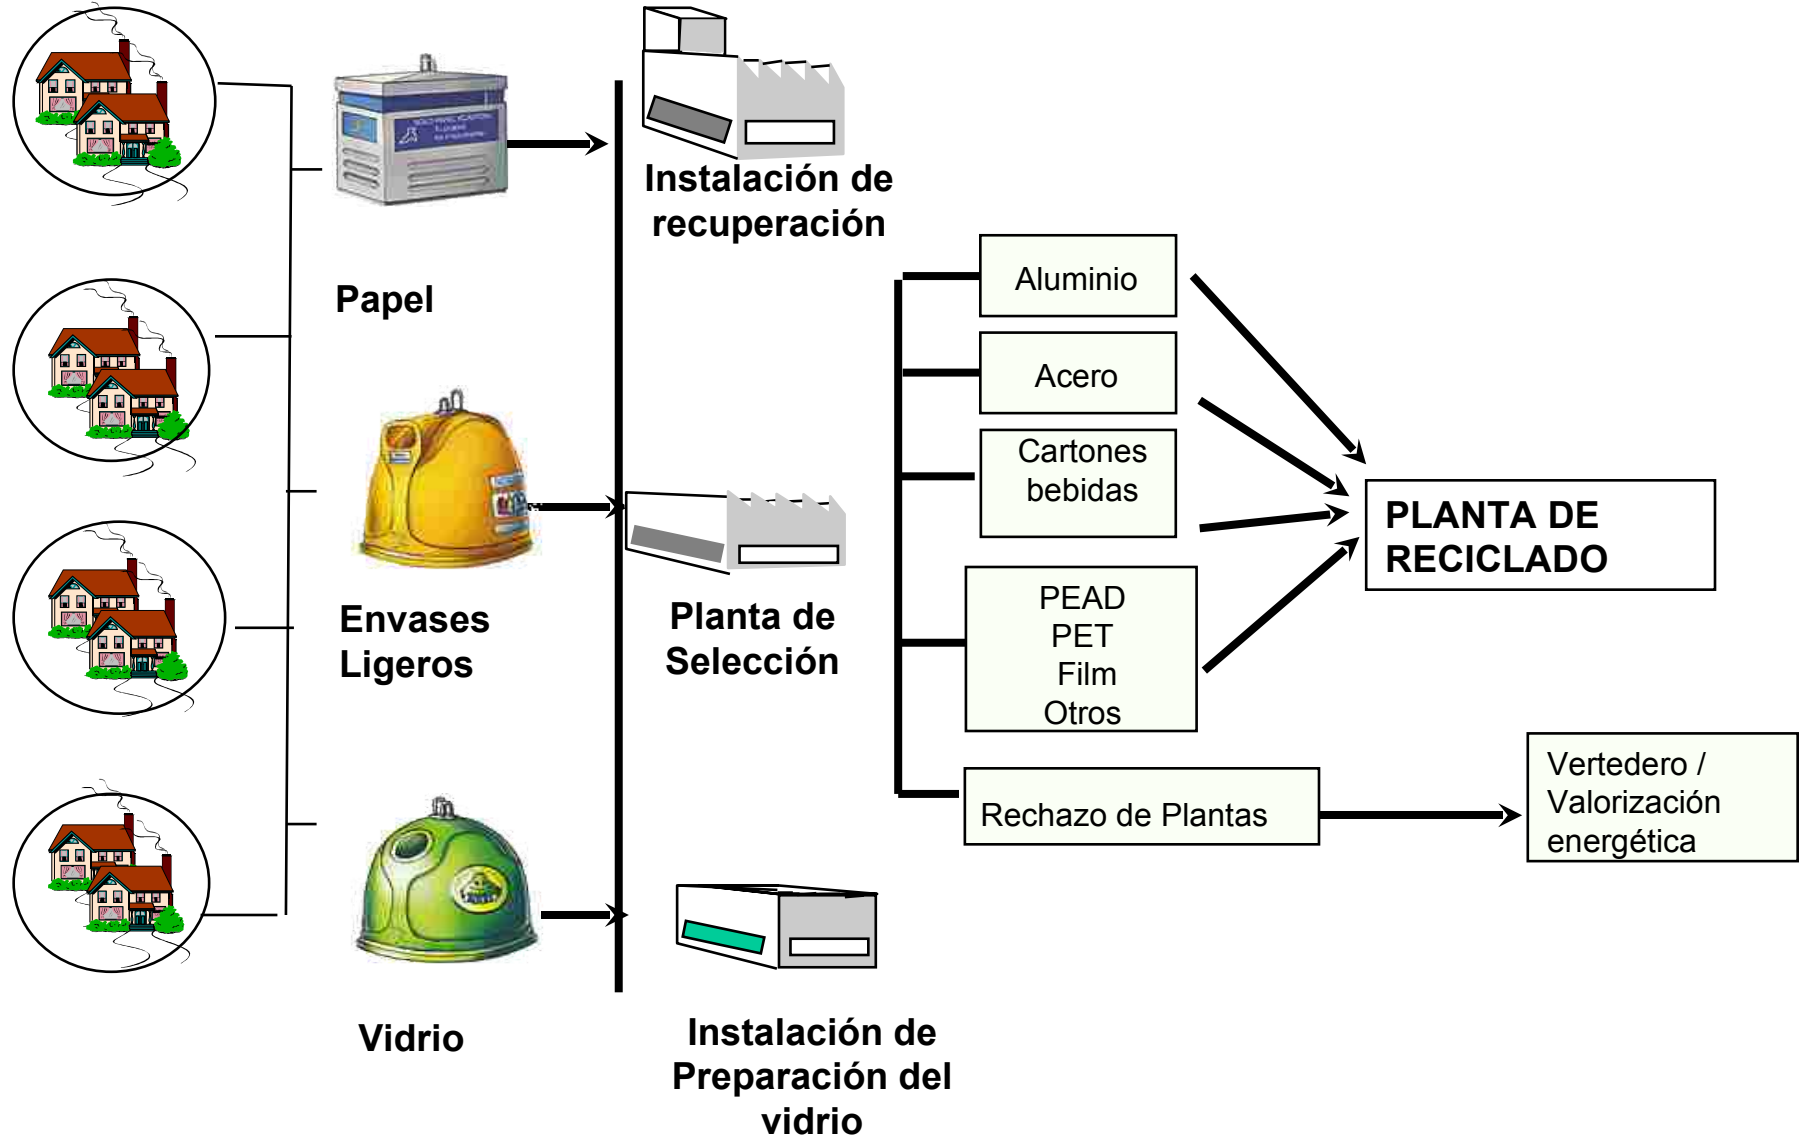 Instalación de
recuperación
Papel
Envases
Ligeros
Planta de
Selección
Vidrio
Instalación de
Preparación del
vidrio
Aluminio
Acero
Cartones
bebidas
PEAD
PET
Film
Otros
Rechazo de Plantas
PLANTA DE
RECICLADO
Vertedero /
Valorización
energética